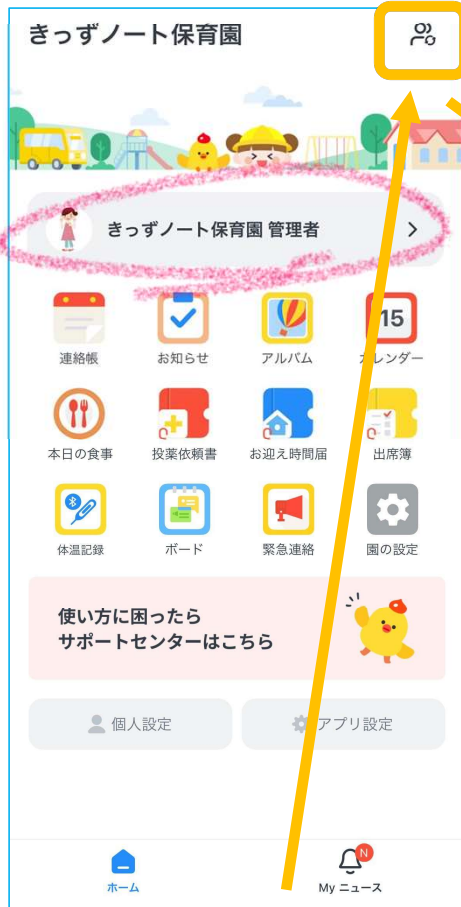 きっずノート保育園
きっずノート保育園 管理者
15
連絡帳 お知らせ アルバム カレンダー
本日の食事 投薬依頼書 お迎え時間届 出席簿
体温記録 ボード 緊急連絡 園の設定
使い方に困ったら
サポートセンターはこちら
個人設定 アプリ設定
N
ホーム My ニュース